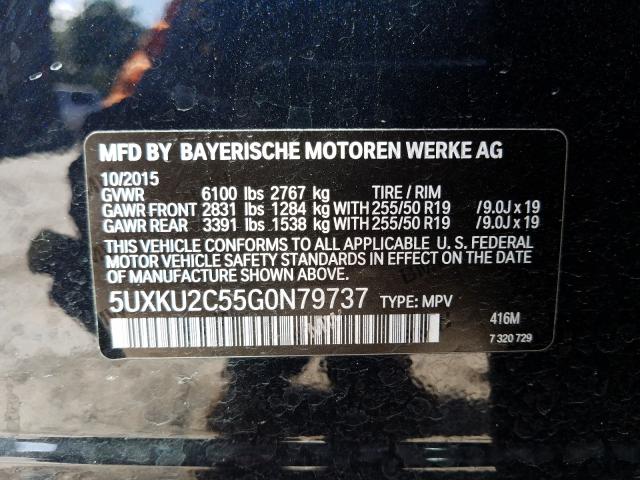 MFD BY BAYERISCHE MOTOREN WERKE AG
10/2015
GVWR 6100 lbs 2767 kg TIRE / RIM
GAWR FRONT 2831 lbs 1284 kg WITH 255/50 R19 /9.0J x 19
GAWR REAR 3391 lbs 1538 kg WITH 255/50 R19 /9.0J x 19
THIS VEHICLE CONFORMS TO ALL APPLICABLE U. S. FEDERAL
MOTOR VEHICLE SAFETY STANDARDS IN EFFECT ON THE DATE
OF MANUFACTURE SHOWN ABOVE.
5UXKU2C55G0N79737 TYPE: MPV
416M
7 320 729